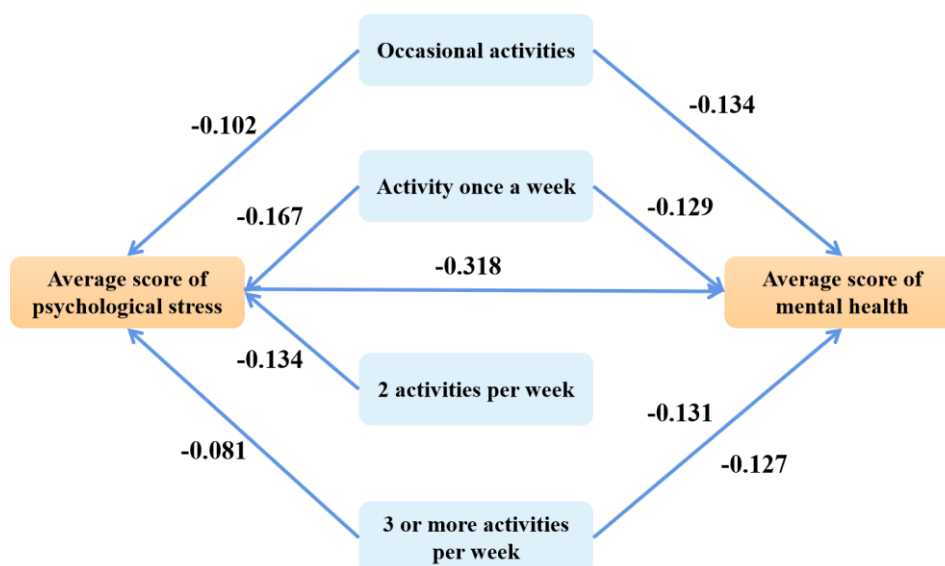 Occasional activities
-0.102
-0.134
Activity once a week
-0.167
-0.129
-0.318
Average score of
psychological stress
Average score of
mental health
-0.134
2 activities per week
-0.131
-0.081
-0.127
3 or more activities
per week